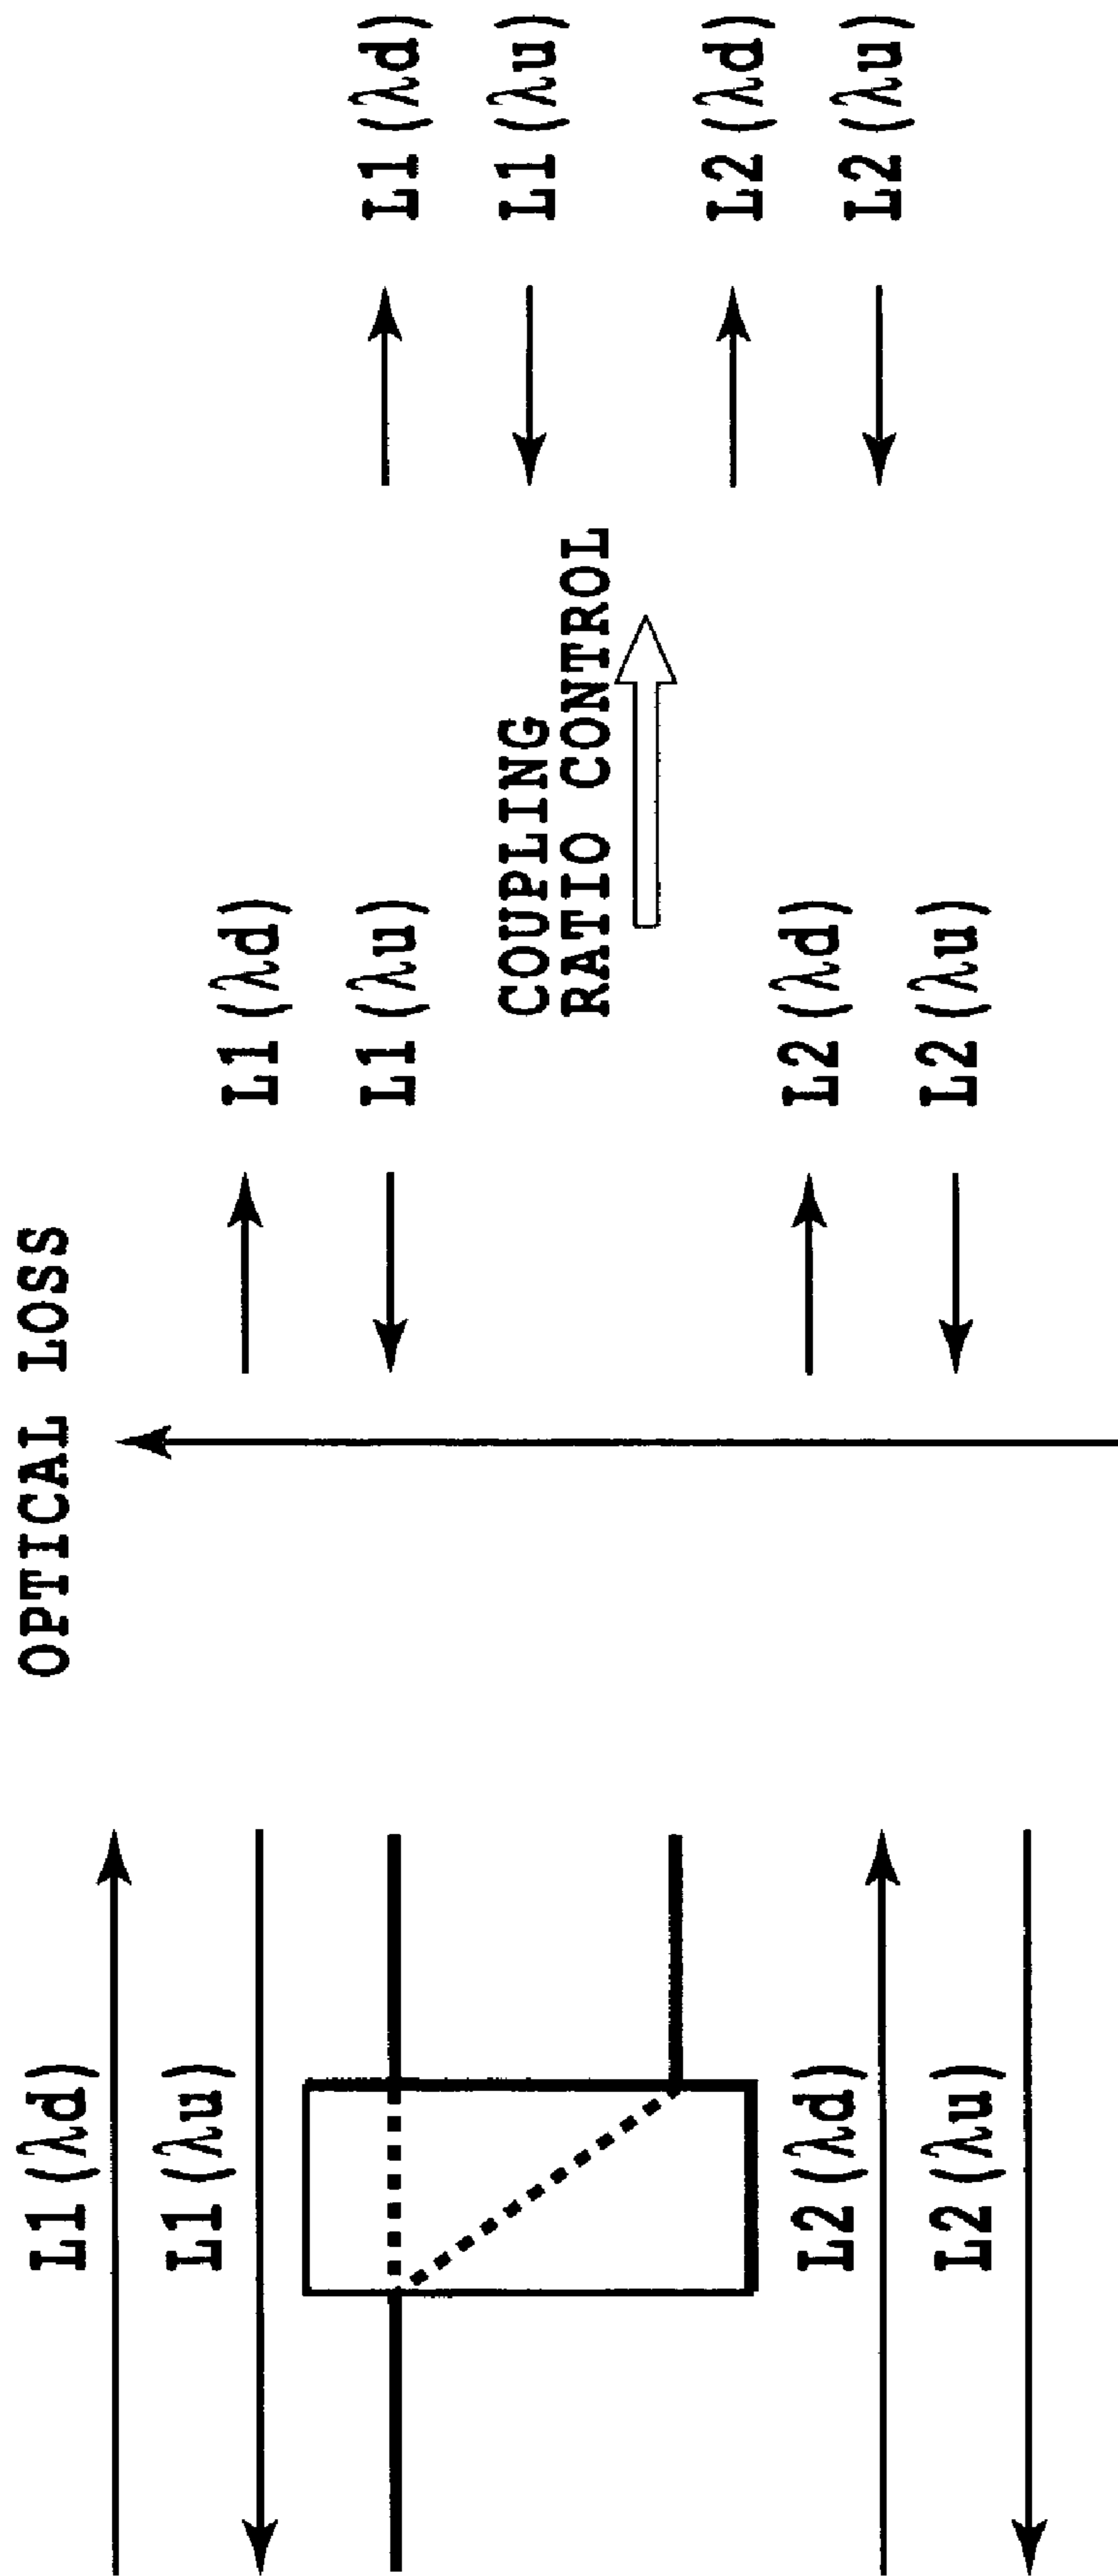 L1(λd)
L1(λu)
L2(λd)
L2(λu)
OPTICAL LOSS
L1(λd)
L1(λu)
L2(λd)
L2(λu)
COUPLING
RATIO CONTROL
L1(λd)
L1(λu)
L2(λd)
L2(λu)